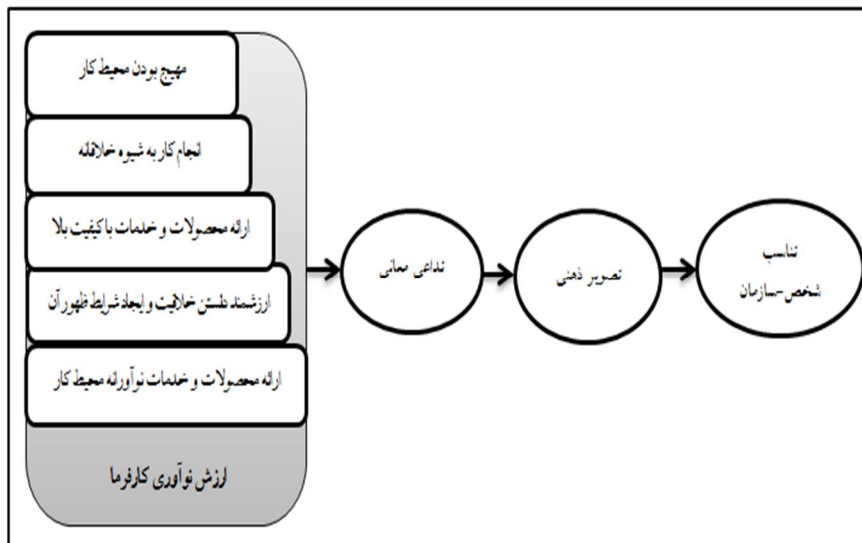 مهیج بودن محیط کار
انجام کار به شیوه خلاقانه
ارائه محصولات و خدمات با کیفیت بالا
ارزشمند دانستن خلاقیت و ایجاد شرایط ظهور آن
ارائه محصولات و خدمات نوآورانه محیط کار
ارزش نوآوری کارفرما
تداعی معانی
تصویر ذهنی
تناسب
شخص-سازمان